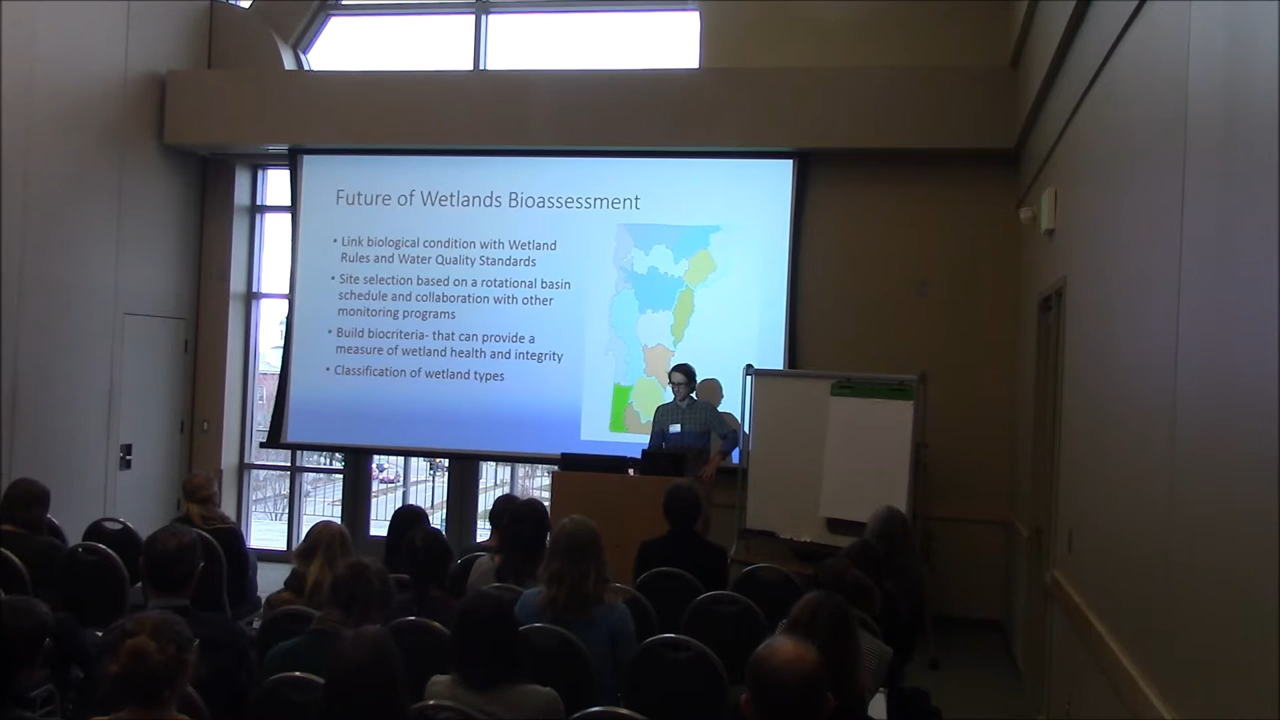 Future of Wetlands Bioassessment
• Link biological condition with Wetland
Rules and Water Quality Standards
• Site selection based on a rotational basin
schedule and collaboration with other
monitoring programs
• Build biocriteria- that can provide a
measure of wetland health and integrity
• Classification of wetland types